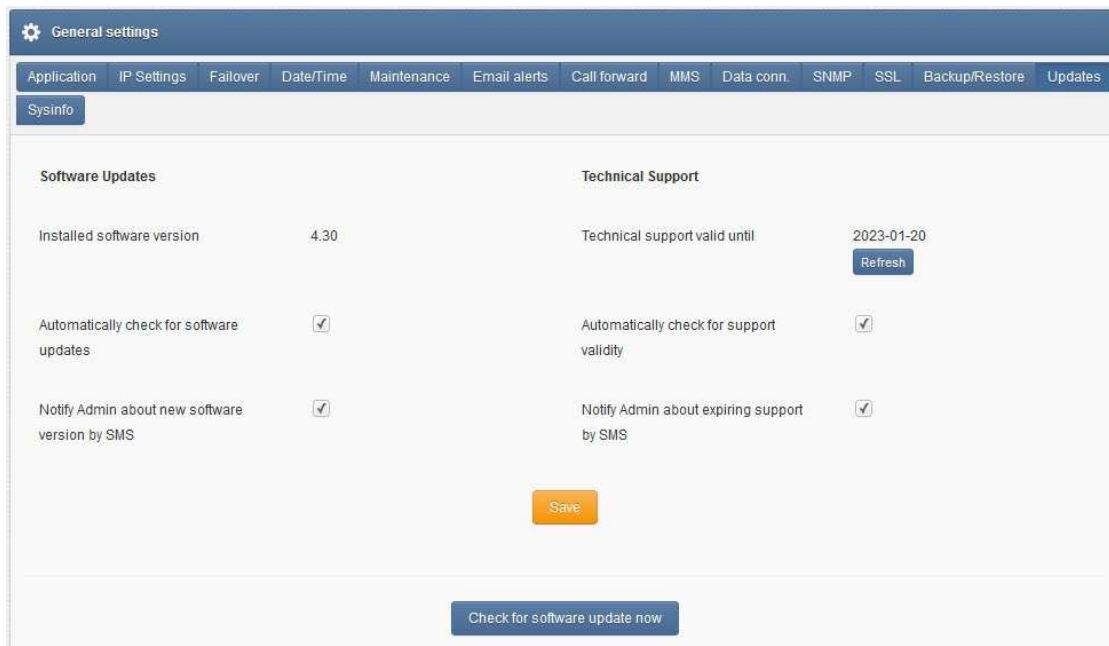 General settings
Application IP Settings Failover Date/Time Maintenance Email alerts Call forward MMS Data conn. SNMP SSL Backup/Restore Updates
Sysinfo
Software Updates
Technical Support
Installed software version 4.30
Technical support valid until 2023-01-20
Refresh
Automatically check for software
updates
Automatically check for support
validity
Notify Admin about new software
version by SMS
Notify Admin about expiring support
by SMS
Save
Check for software update now